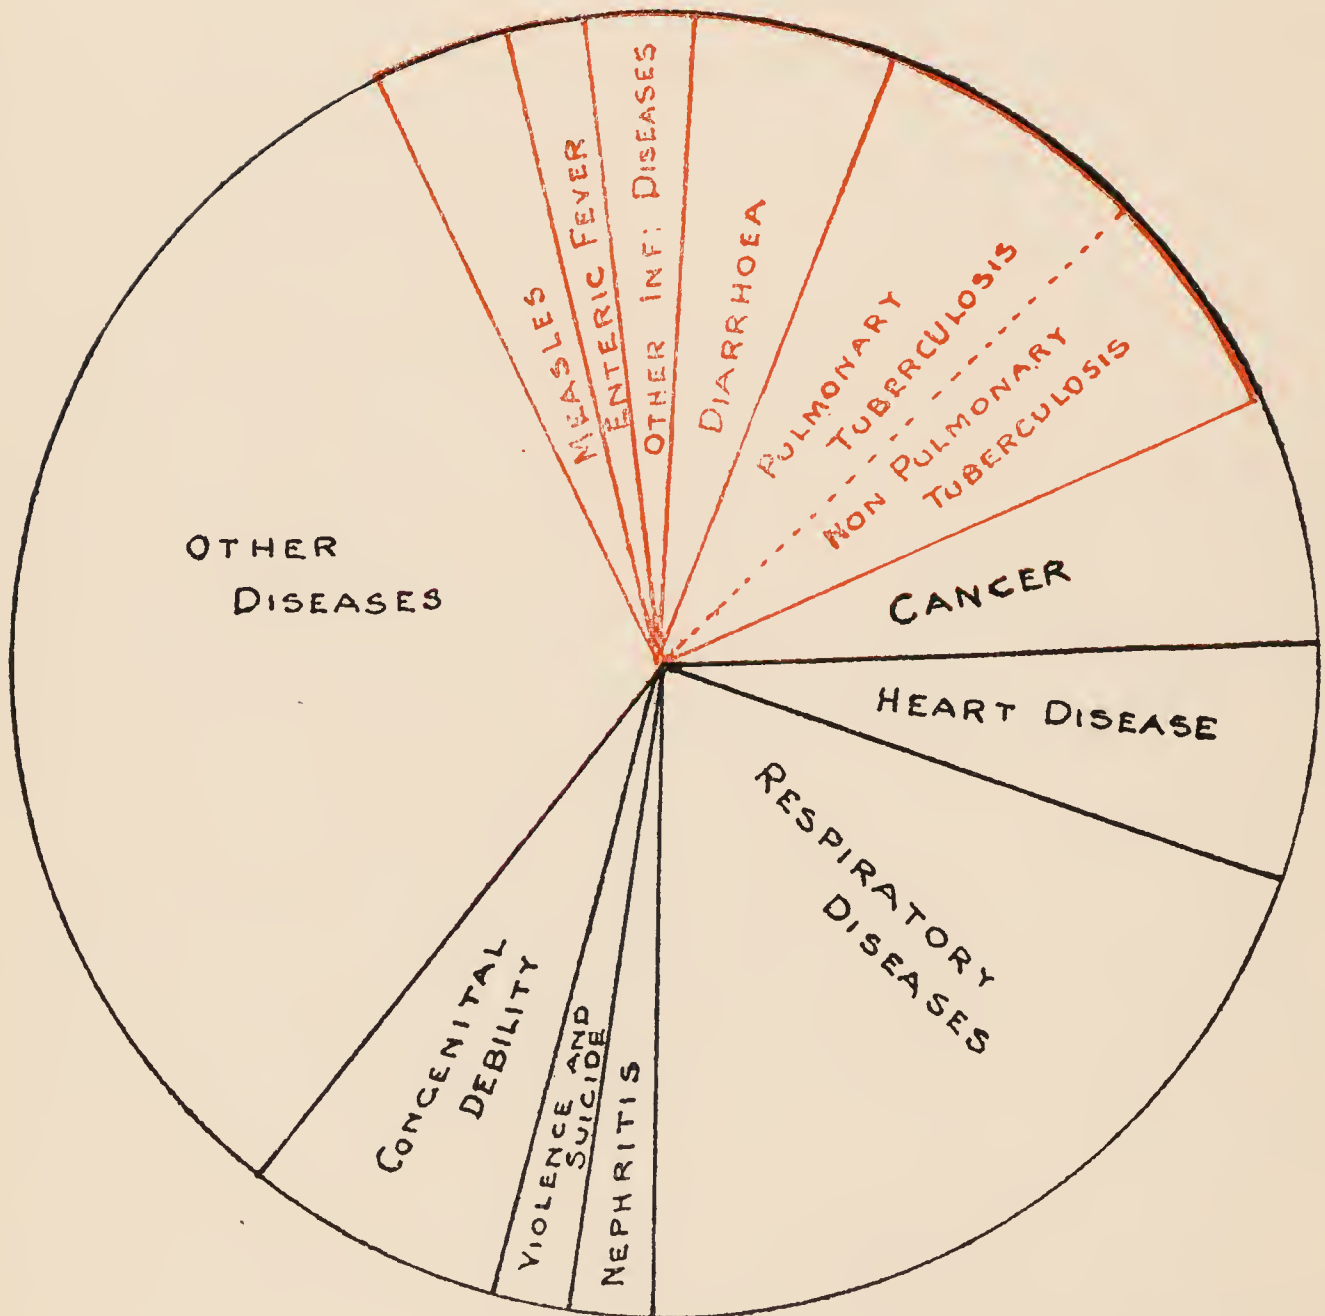 MEASLES
ENTERIC FEVER
OTHER INF: DISEASES
DIARRHOEA
PULMONARY
TUBERCULOSIS
NON PULMONARY
TUBERCULOSIS
CANCER
HEART DISEASE
RESPIRATORY
DISEASES
NEPHRITIS
VIOLENCE AND
SUICIDE
CONGENITAL
DEBILITY
OTHER
DISEASES